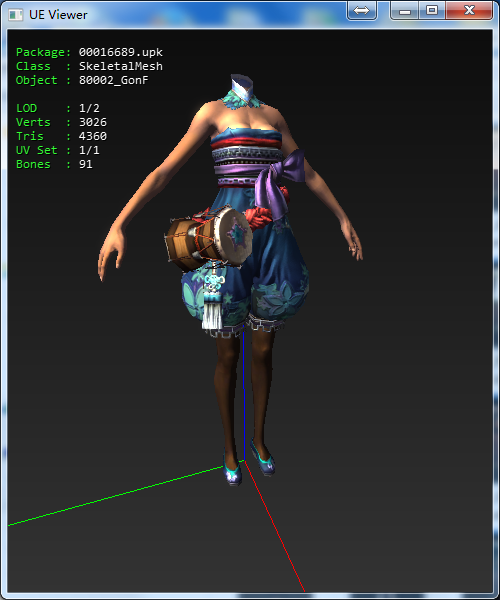 UE Viewer
Package: 00016689.upk
Class  : SkeletalMesh
Object : 80002_GonF
LOD    : 1/2
Verts  : 3026
Tris   : 4360
UV Set : 1/1
Bones  : 91